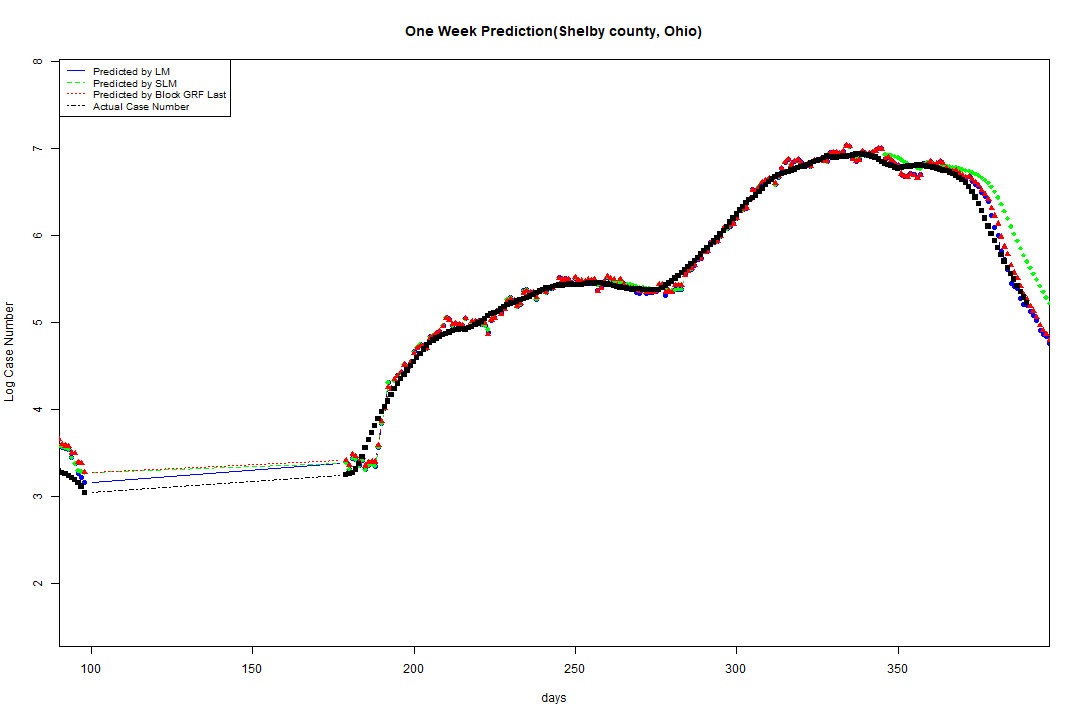 One Week Prediction(Shelby county, Ohio)
Predicted by LM
Predicted by SLM
Predicted by Block GRF Last
Actual Case Number
Log Case Number
8
7
6
5
4
3
2
100 150 200 250 300 350
days